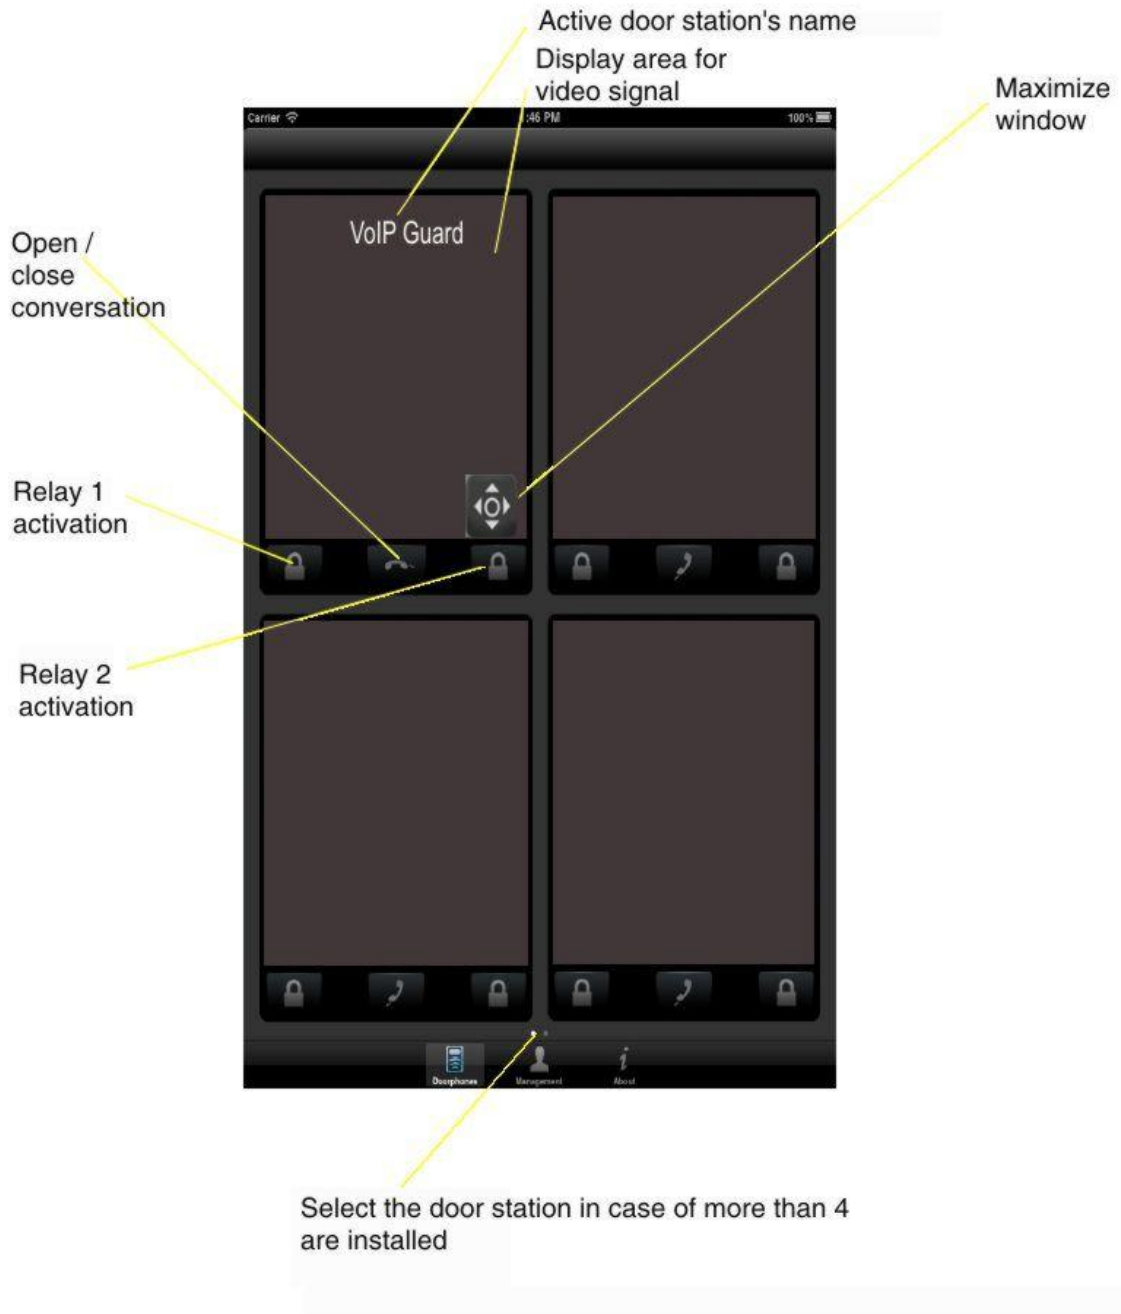 Active door station's name
Display area for
video signal
Maximize
window
Carrier
1:46 PM
100%
VoIP Guard
Open /
close
conversation
Relay 1
activation
Relay 2
activation
Doorphones
Management
About
Select the door station in case of more than 4
are installed